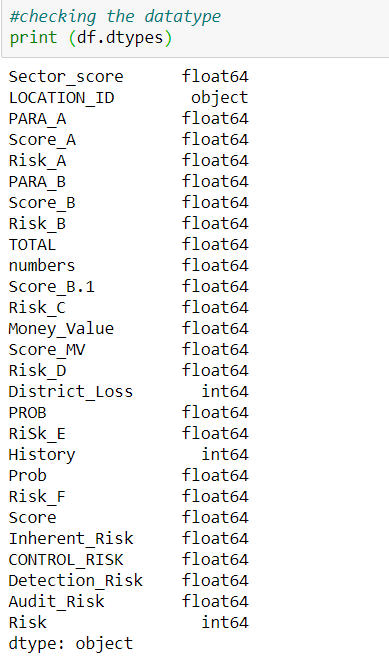 #checking the datatype
print (df.dtypes)
Sector_score float64
LOCATION_ID object
PARA_A float64
Score_A float64
Risk_A float64
PARA_B float64
Score_B float64
Risk_B float64
TOTAL float64
numbers float64
Score_B.1 float64
Risk_C float64
Money_Value float64
Score_MV float64
Risk_D float64
District_Loss int64
PROB float64
RiSk_E float64
History int64
Prob float64
Risk_F float64
Score float64
Inherent_Risk float64
CONTROL_RISK float64
Detection_Risk float64
Audit_Risk float64
Risk int64
dtype: object